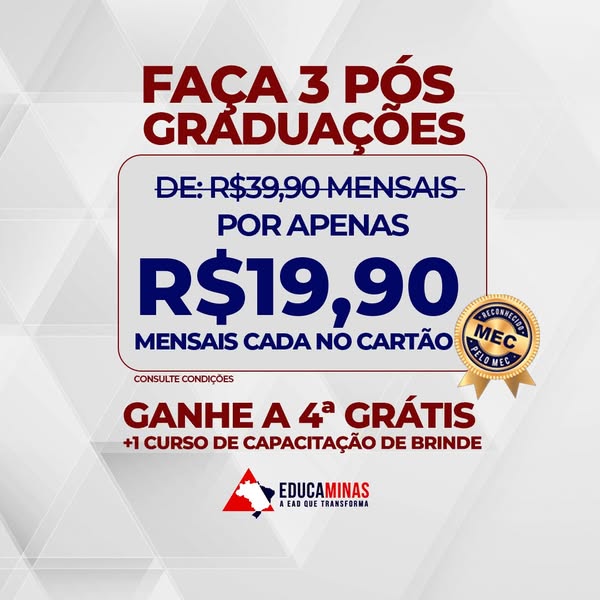 FAÇA 3 PÓS
GRADUAÇÕES
DE: R$39,90 MENSAIS
POR APENAS
R$19,90
MENSAIS CADA NO CARTÃO
RECONHECIDO
MEC
PELO MEC
CONSULTE CONDIÇÕES
GANHE A 4ª GRÁTIS
+1 CURSO DE CAPACITAÇÃO DE BRINDE
EDUCAMINAS
A EAD QUE TRANSFORMA